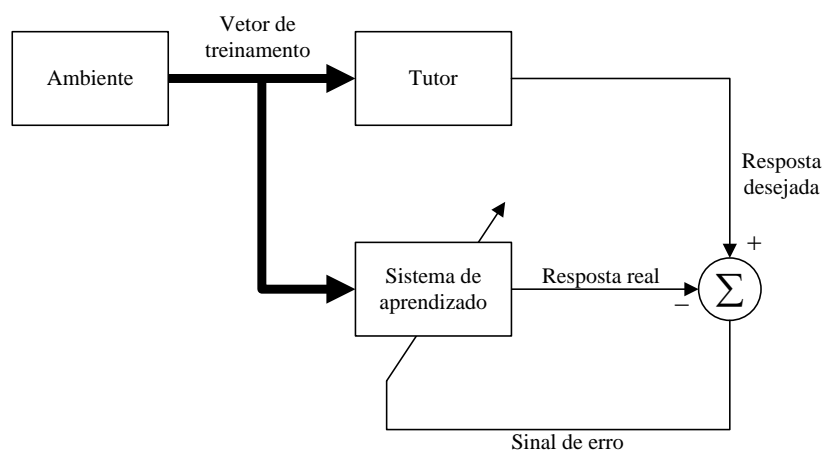 Vetor de
treinamento
Ambiente
Tutor
Resposta
desejada
+
Sistema de
aprendizado
Resposta real
−
Σ
Sinal de erro